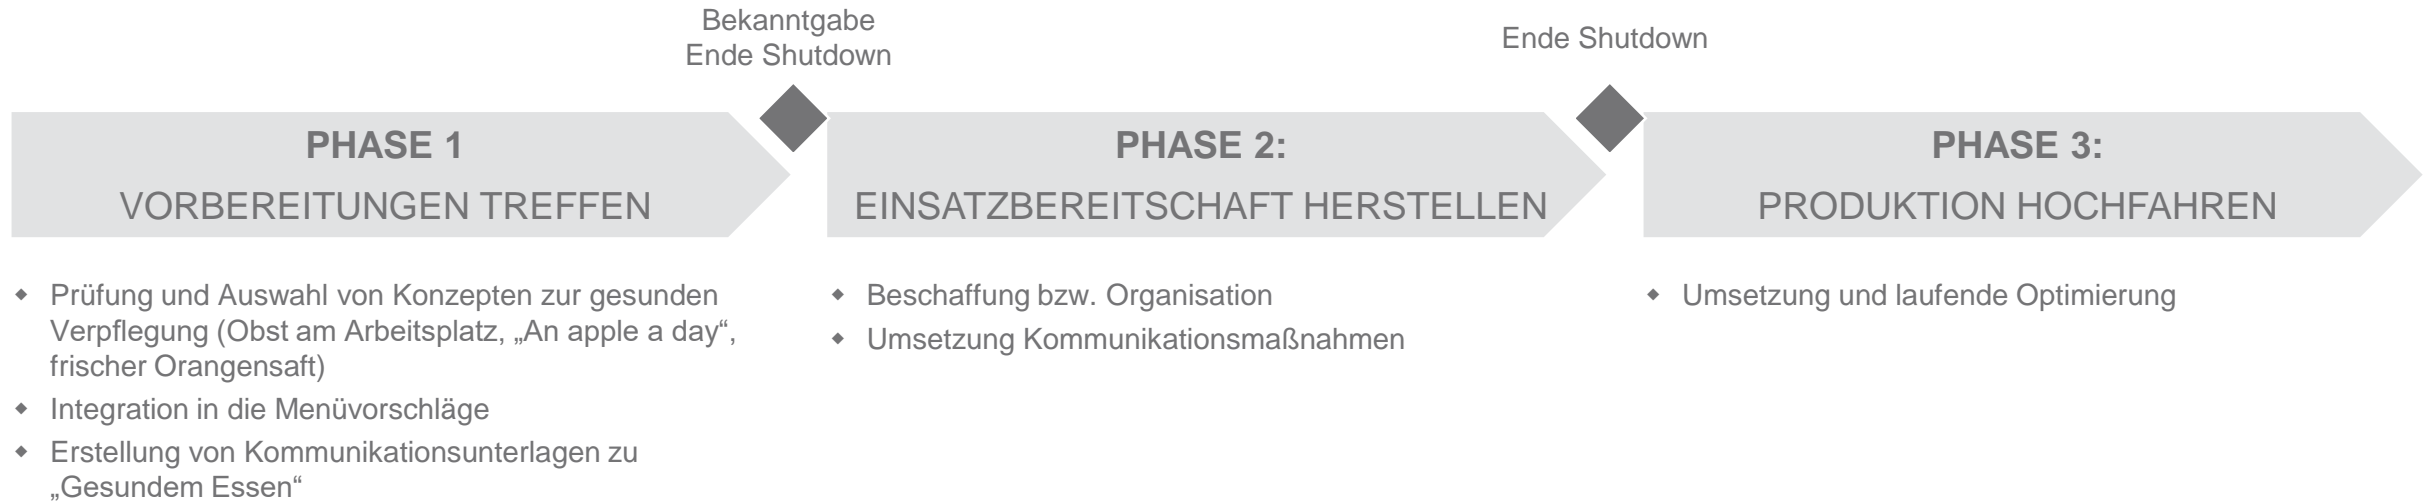 Bekanntgabe
Ende Shutdown
Ende Shutdown
PHASE 1
VORBEREITUNGEN TREFFEN
PHASE 2:
EINSATZBEREITSCHAFT HERSTELLEN
PHASE 3:
PRODUKTION HOCHFAHREN
Prüfung und Auswahl von Konzepten zur gesunden
Verpflegung (Obst am Arbeitsplatz, „An apple a day“,
frischer Orangensaft)
Integration in die Menüvorschläge
Erstellung von Kommunikationsunterlagen zu
„Gesundem Essen“
Beschaffung bzw. Organisation
Umsetzung Kommunikationsmaßnahmen
Umsetzung und laufende Optimierung